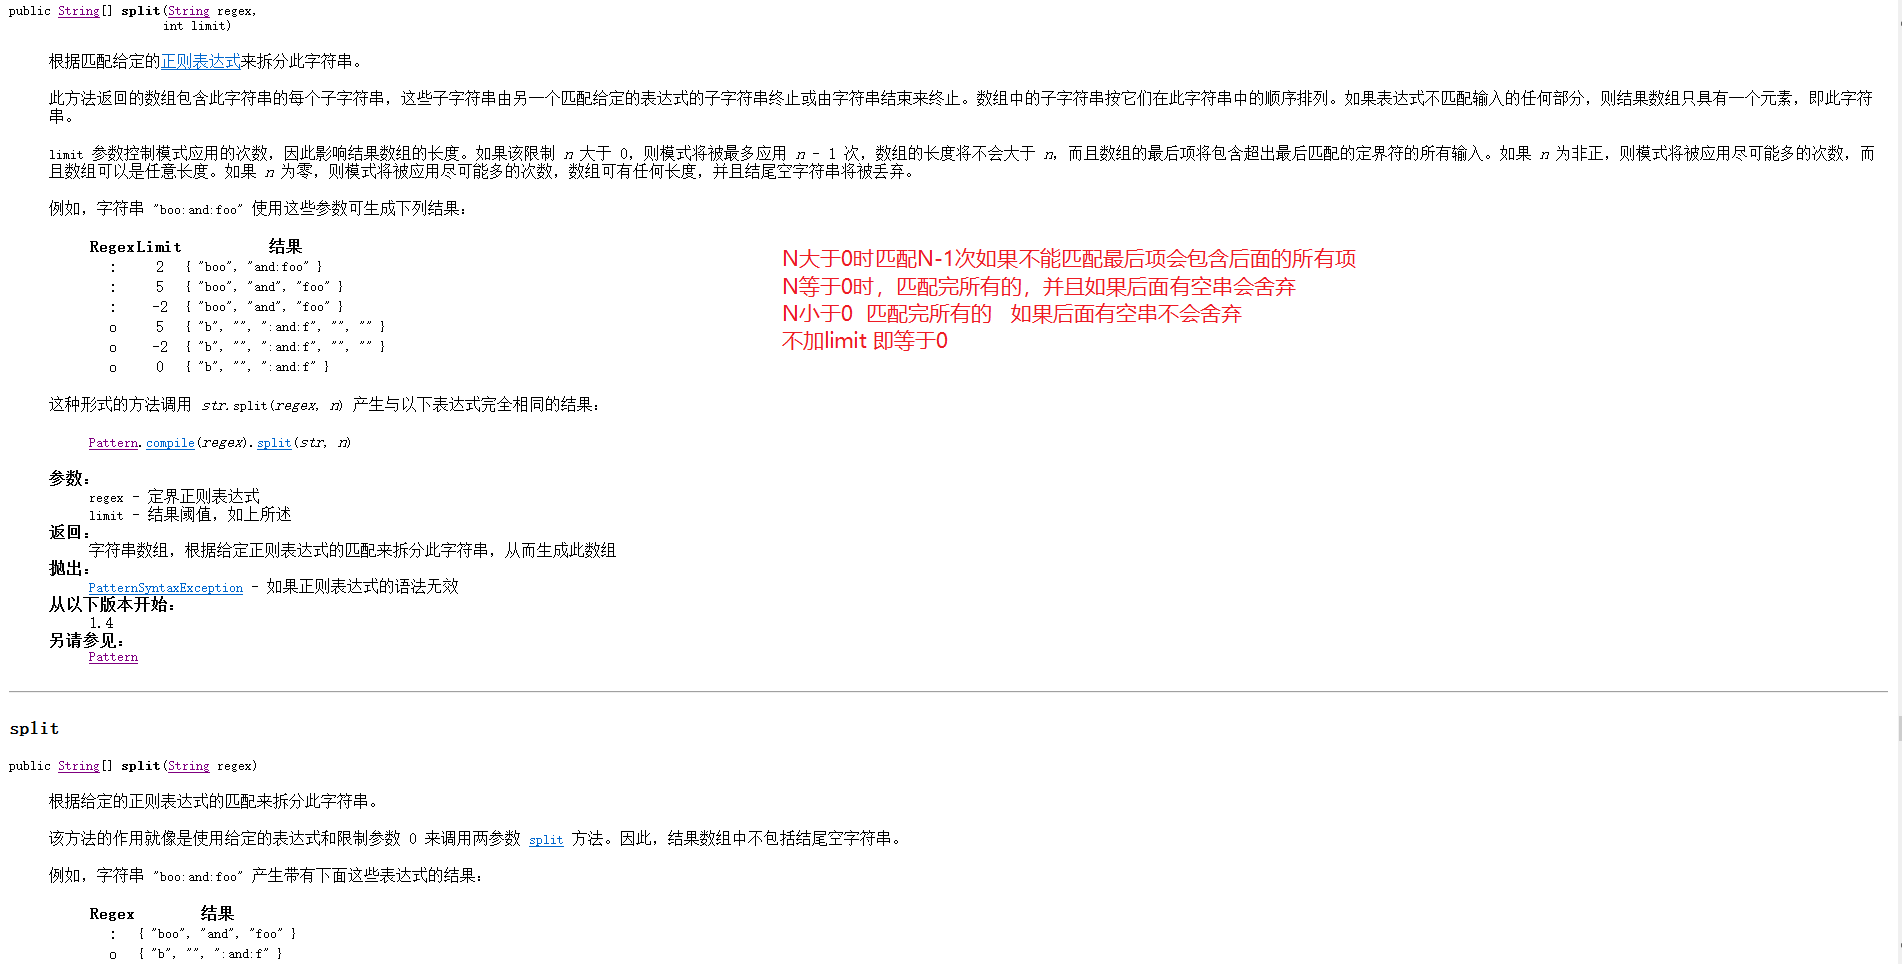 public String[] split(String regex,
int limit)
根据匹配给定的正则表达式来拆分此字符串。
此方法返回的数组包含此字符串的每个子字符串，这些子字符串由另一个匹配给定的表达式的子字符串终止或由字符串结束来终止。数组中的子字符串按它们在此字符串中的顺序排列。如果表达式不匹配输入的任何部分，则结果数组只具有一个元素，即此字符
串。
limit 参数控制模式应用的次数，因此影响结果数组的长度。如果该限制 n 大于 0，则模式将被最多应用 n - 1 次，数组的长度将不会大于 n，而且数组的最后项将包含超出最后匹配的定界符的所有输入。如果 n 为非正，则模式将被应用尽可能多的次数，而
且数组可以是任意长度。如果 n 为零，则模式将被应用尽可能多的次数，数组可有任何长度，并且结尾空字符串将被丢弃。
例如，字符串 "boo:and:foo" 使用这些参数可生成下列结果：
Regex Limit 结果
: 2 { "boo", "and:foo" }
: 5 { "boo", "and", "foo" }
: -2 { "boo", "and", "foo" }
o 5 { "b", "", ":and:f", "", "" }
o -2 { "b", "", ":and:f", "", "" }
o 0 { "b", "", ":and:f" }
N大于0时匹配N-1次如果不能匹配最后项会包含后面的所有项
N等于0时，匹配完所有的，并且如果后面有空串会舍弃
N小于0 匹配完所有的 如果后面有空串不会舍弃
不加limit 即等于0
这种形式的方法调用 str.split(regex, n) 产生与以下表达式完全相同的结果：
Pattern.compile(regex).split(str, n)
参数：
regex - 定界正则表达式
limit - 结果阈值，如上所述
返回：
字符串数组，根据给定正则表达式的匹配来拆分此字符串，从而生成此数组
抛出：
PatternSyntaxException - 如果正则表达式的语法无效
从以下版本开始：
1.4
另请参见：
Pattern
split
public String[] split(String regex)
根据给定的正则表达式的匹配来拆分此字符串。
该方法的作用就像是使用给定的表达式和限制参数 0 来调用两参数 split 方法。因此，结果数组中不包括结尾空字符串。
例如，字符串 "boo:and:foo" 产生带有下面这些表达式的结果：
Regex 结果
: { "boo", "and", "foo" }
o { "b", "", ":and:f" }